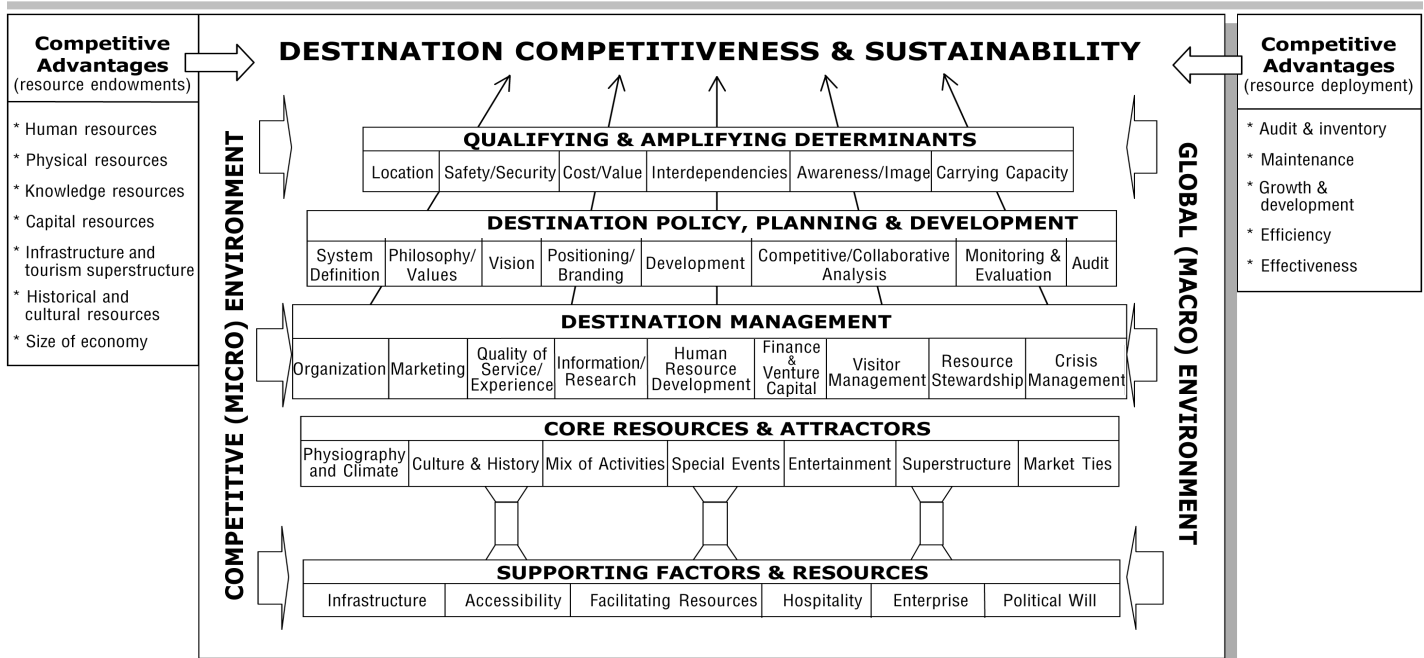 Competitive
Advantages
(resource endowments)
* Human resources
* Physical resources
* Knowledge resources
* Capital resources
* Infrastructure and
tourism superstructure
* Historical and
cultural resources
* Size of economy
COMPETITIVE (MICRO) ENVIRONMENT
DESTINATION COMPETITIVENESS & SUSTAINABILITY
QUALIFYING & AMPLIFYING DETERMINANTS
Location Safety/Security Cost/Value Interdependencies Awareness/Image Carrying Capacity
DESTINATION POLICY, PLANNING & DEVELOPMENT
System
Definition
Philosophy/
Values
Vision
Positioning/
Branding
Development
Competitive/Collaborative
Analysis
Monitoring &
Evaluation
Audit
DESTINATION MANAGEMENT
Organization
Marketing
Quality of
Service/
Experience
Information/
Research
Human
Resource
Development
Finance
&
Venture
Capital
Visitor
Management
Resource
Stewardship
Crisis
Management
CORE RESOURCES & ATTRACTORS
Physiography
and Climate
Culture & History
Mix of Activities
Special Events
Entertainment
Superstructure
Market Ties
SUPPORTING FACTORS & RESOURCES
Infrastructure Accessibility Facilitating Resources Hospitality Enterprise Political Will
GLOBAL (MACRO) ENVIRONMENT
Competitive
Advantages
(resource deployment)
* Audit & inventory
* Maintenance
* Growth &
development
* Efficiency
* Effectiveness